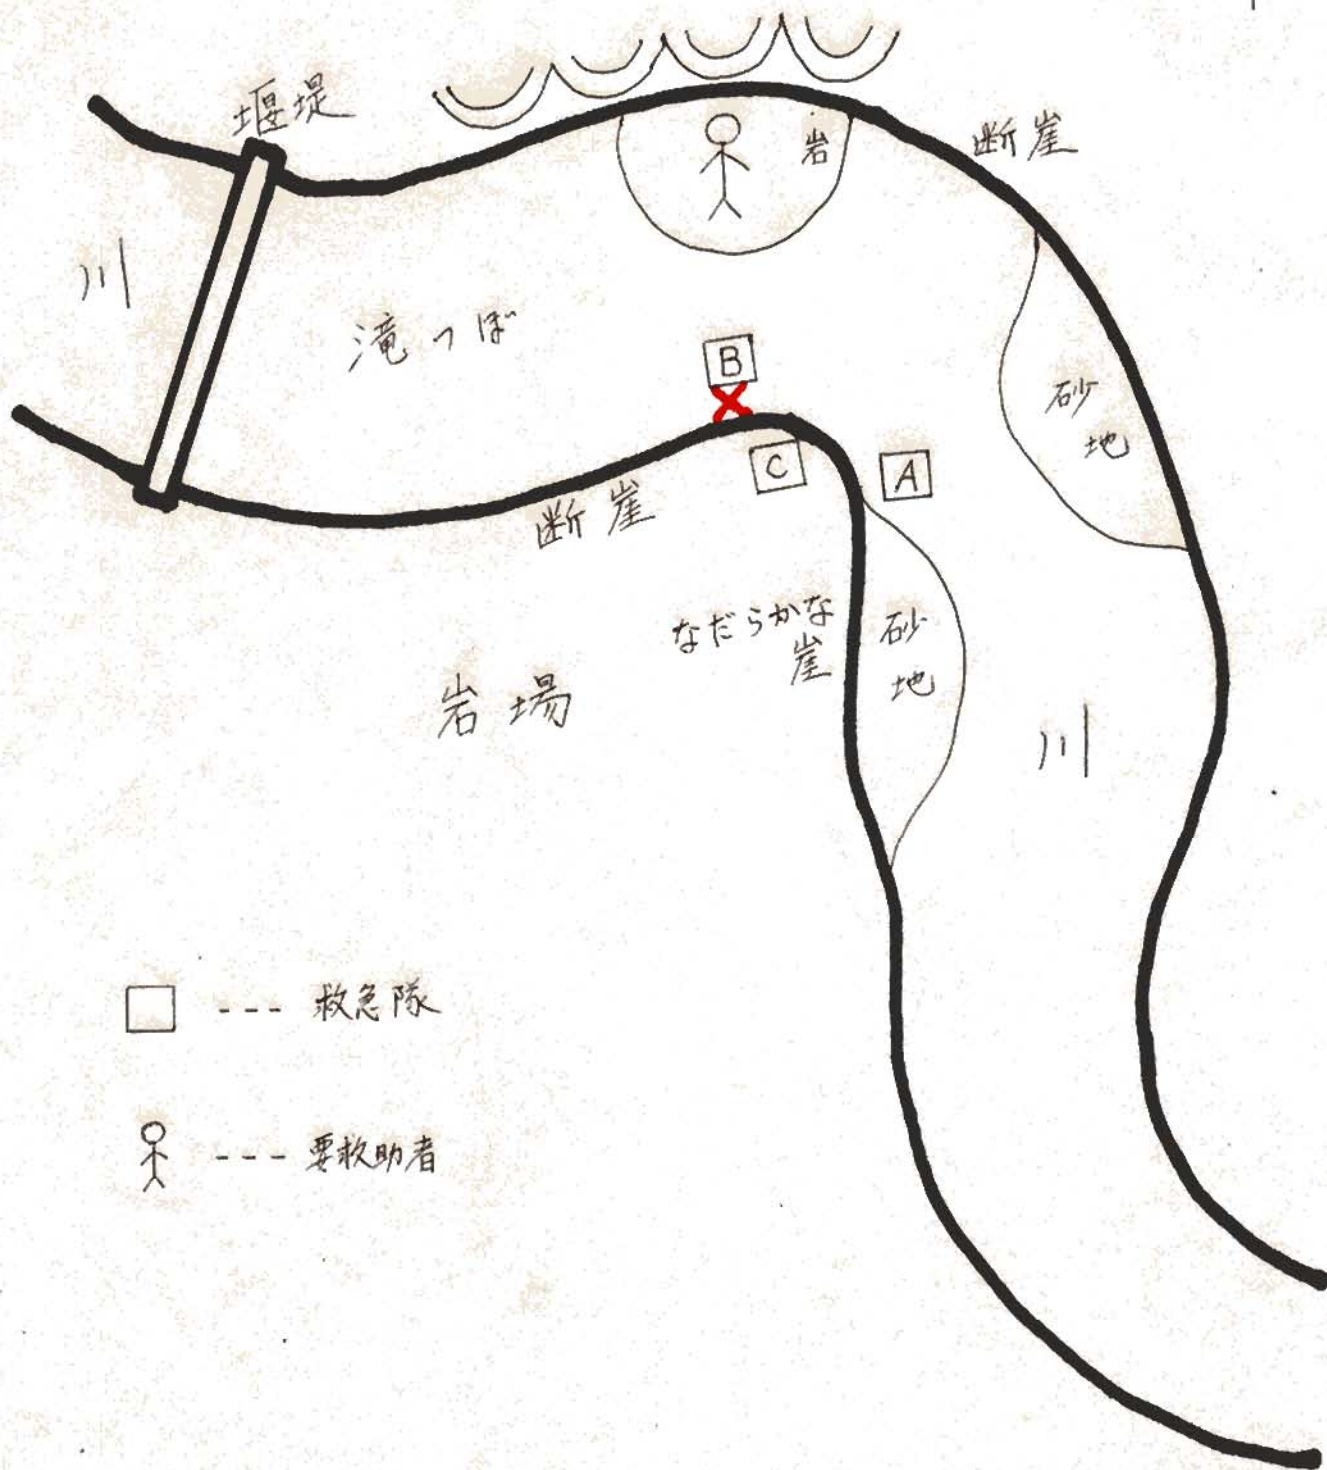 堰堤
岩
断崖
川
滝つぼ
B
砂
地
C
A
断崖
なだらかな
崖
砂
地
岩場
川
□ --- 救急隊
--- 要救助者